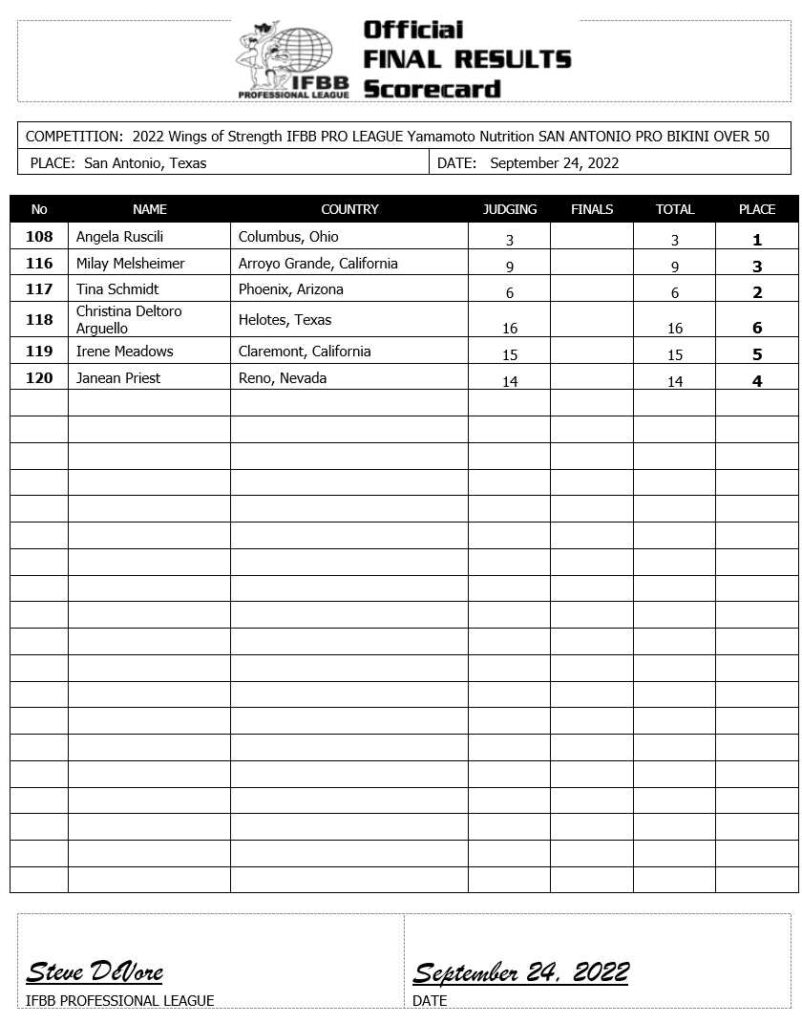 Official
FINAL RESULTS
Scorecard
IFBB
PROFESSIONAL LEAGUE
COMPETITION: 2022 Wings of Strength IFBB PRO LEAGUE Yamamoto Nutrition SAN ANTONIO PRO BIKINI OVER 50
PLACE: San Antonio, Texas DATE: September 24, 2022
No NAME COUNTRY JUDGING FINALS TOTAL PLACE
108 Angela Ruscili Columbus, Ohio 3 3 1
116 Milay Melsheimer Arroyo Grande, California 9 9 3
117 Tina Schmidt Phoenix, Arizona 6 6 2
118 Christina Deltoro
Arguello Helotes, Texas 16 16 6
119 Irene Meadows Claremont, California 15 15 5
120 Janean Priest Reno, Nevada 14 14 4
Steve DeVore September 24, 2022
IFBB PROFESSIONAL LEAGUE DATE